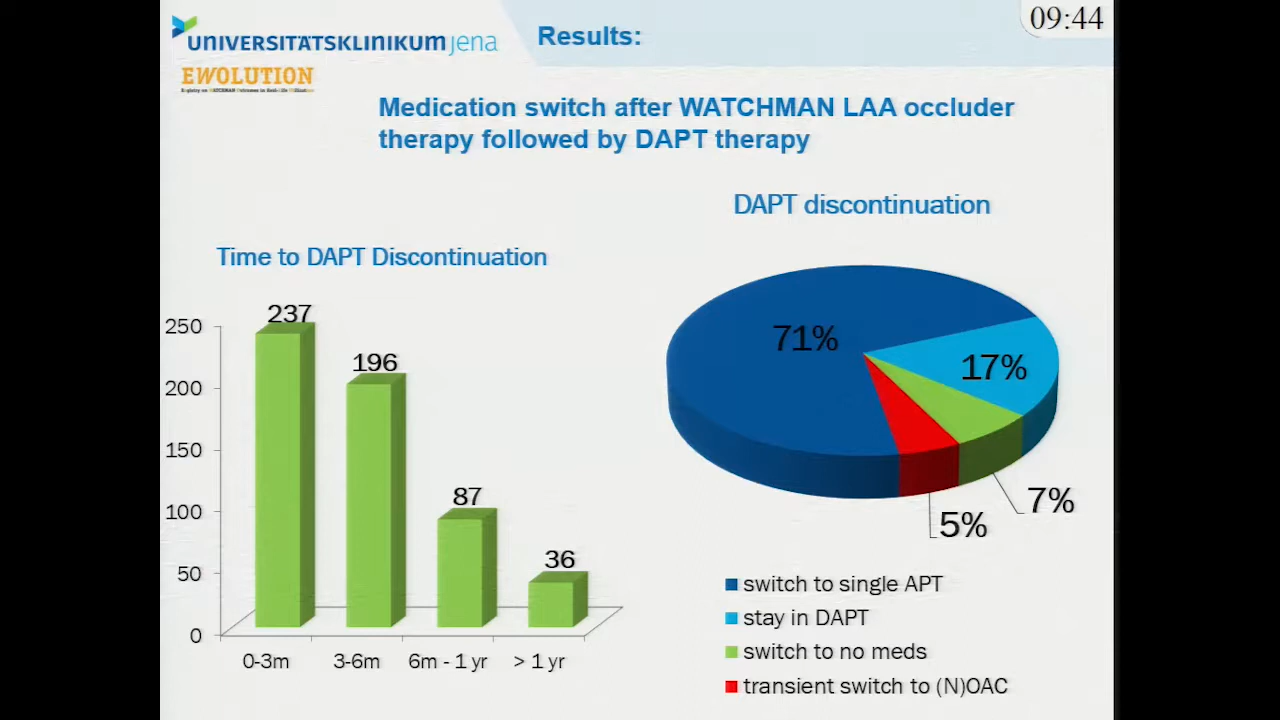 09:44
UNIVERSITÄTSKLINIKUM jena
Results:
EWOLUTION
Medication switch after WATCHMAN LAA occluder
therapy followed by DAPT therapy
Time to DAPT Discontinuation
250
200
150
100
50
0
237
196
87
36
0-3m
3-6m
6m - 1 yr
> 1 yr
DAPT discontinuation
71%
17%
7%
5%
switch to single APT
stay in DAPT
switch to no meds
transient switch to (N)OAC